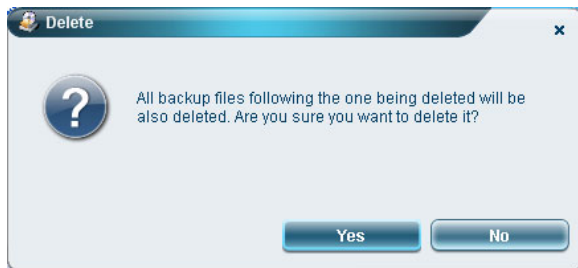 Delete
All backup files following the one being deleted will be
also deleted. Are you sure you want to delete it?
Yes
No